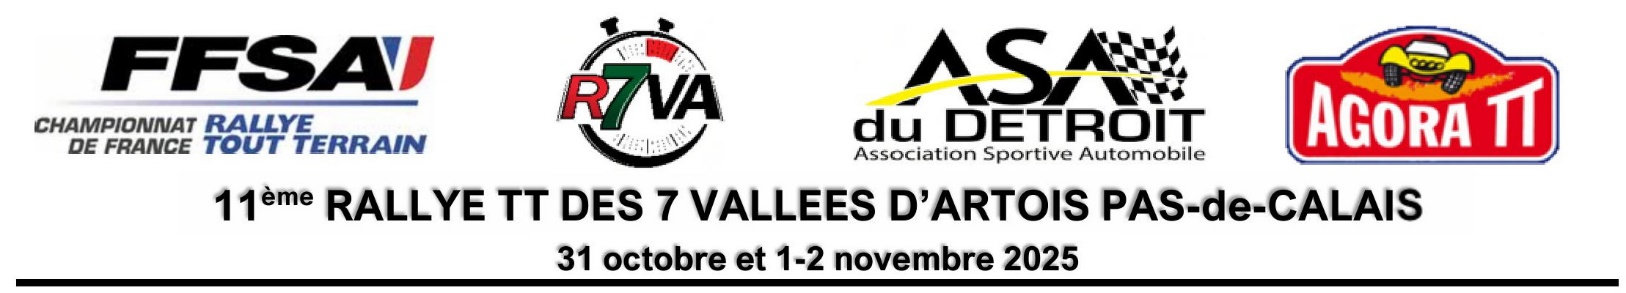 FFSA
CHAMPIONNAT
DE FRANCE
RALLYE
TOUT TERRAIN
R7VA
ASA
du DETROIT
Association Sportive Automobile
AGORA TT
11ème RALLYE TT DES 7 VALLEES D’ARTOIS PAS-de-CALAIS
31 octobre et 1-2 novembre 2025